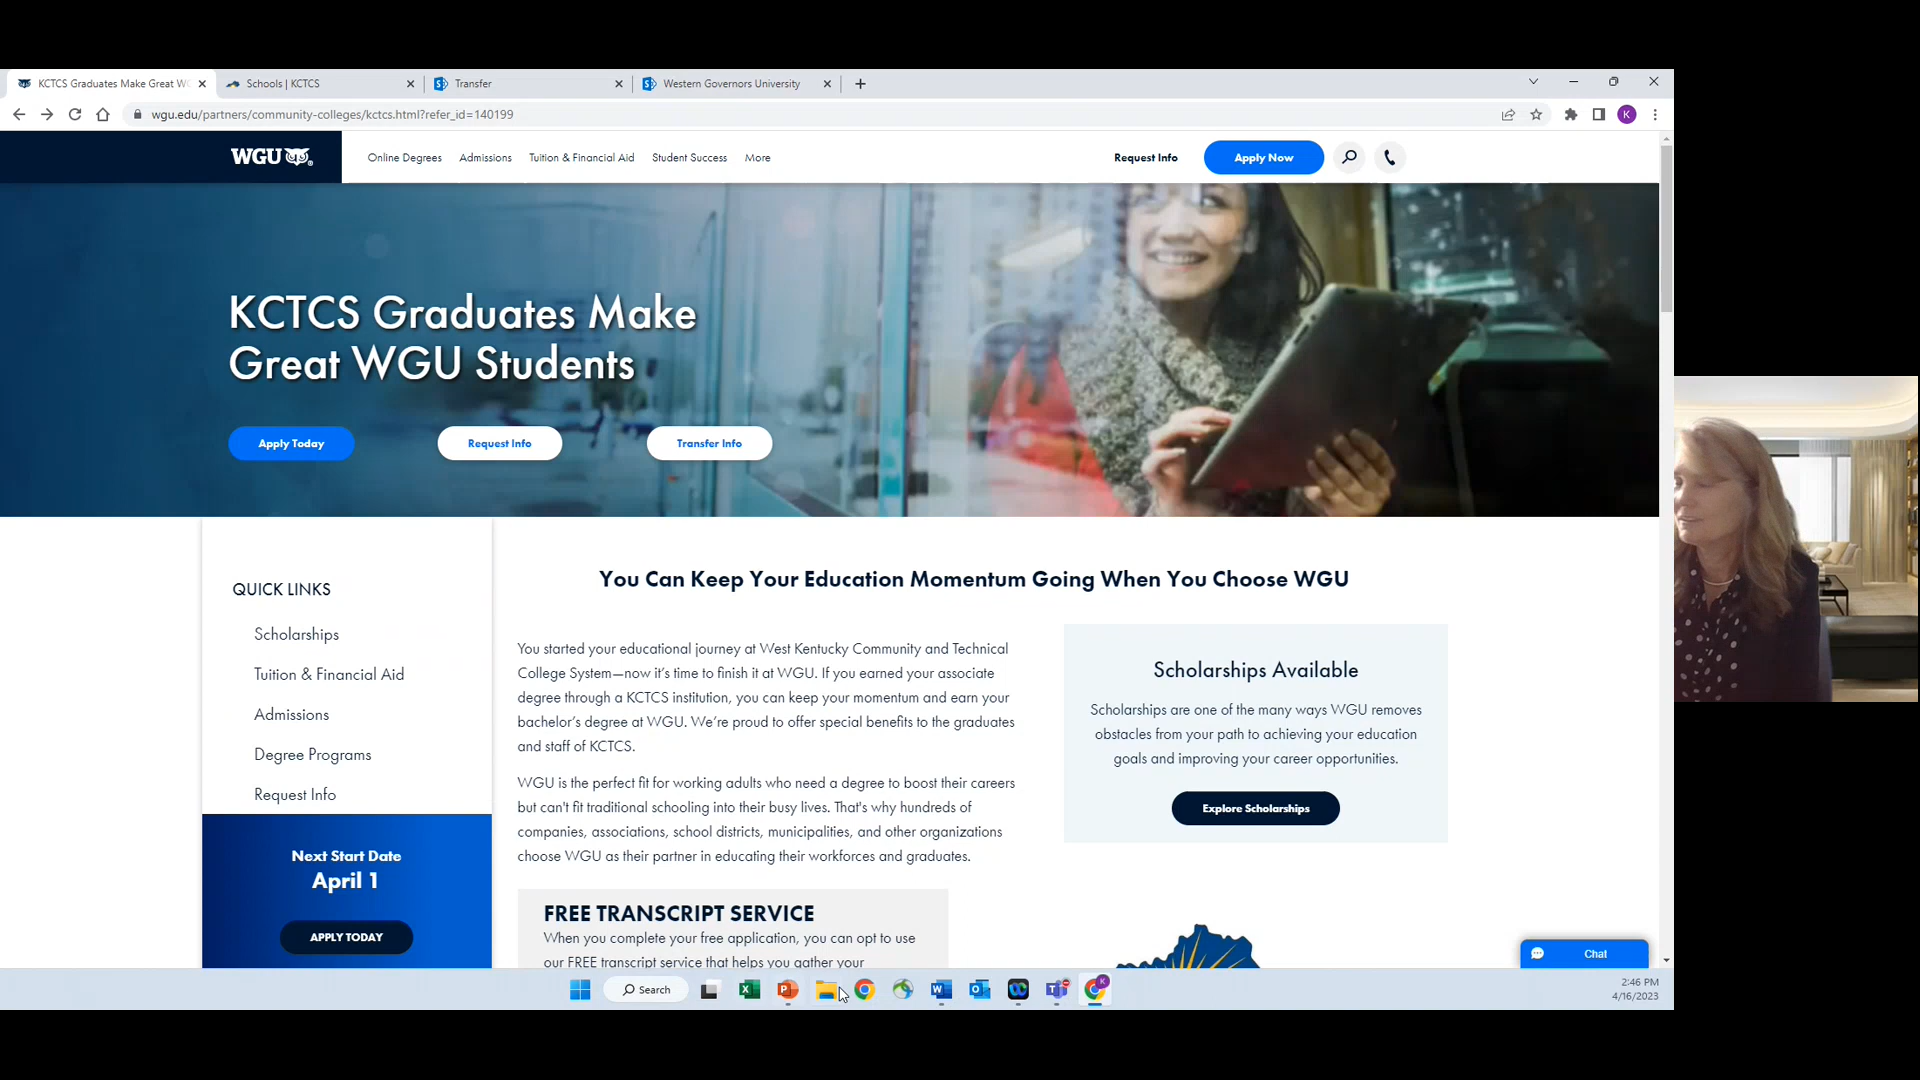 KCTCS Graduates Make Great WG
Schools | KCTCS
Transfer
Western Governors University
wgu.edu/partners/community-colleges/kctcs.html?refer_id=140199
K
WGU
Online Degrees
Admissions
Tuition & Financial Aid
Student Success
More
Request Info
Apply Now
KCTCS Graduates Make
Great WGU Students
Apply Today
Request Info
Transfer Info
QUICK LINKS
Scholarships
Tuition & Financial Aid
Admissions
Degree Programs
Request Info
Next Start Date
April 1
APPLY TODAY
You Can Keep Your Education Momentum Going When You Choose WGU
You started your educational journey at West Kentucky Community and Technical
College System—now it's time to finish it at WGU. If you earned your associate
degree through a KCTCS institution, you can keep your momentum and earn your
bachelor's degree at WGU. We're proud to offer special benefits to the graduates
and staff of KCTCS.
WGU is the perfect fit for working adults who need a degree to boost their careers
but can't fit traditional schooling into their busy lives. That's why hundreds of
companies, associations, school districts, municipalities, and other organizations
choose WGU as their partner in educating their workforces and graduates.
FREE TRANSCRIPT SERVICE
When you complete your free application, you can opt to use
our FREE transcript service that helps you gather your
Scholarships Available
Scholarships are one of the many ways WGU removes
obstacles from your path to achieving your education
goals and improving your career opportunities.
Explore Scholarships
Chat
Search
2:46 PM
4/16/2023